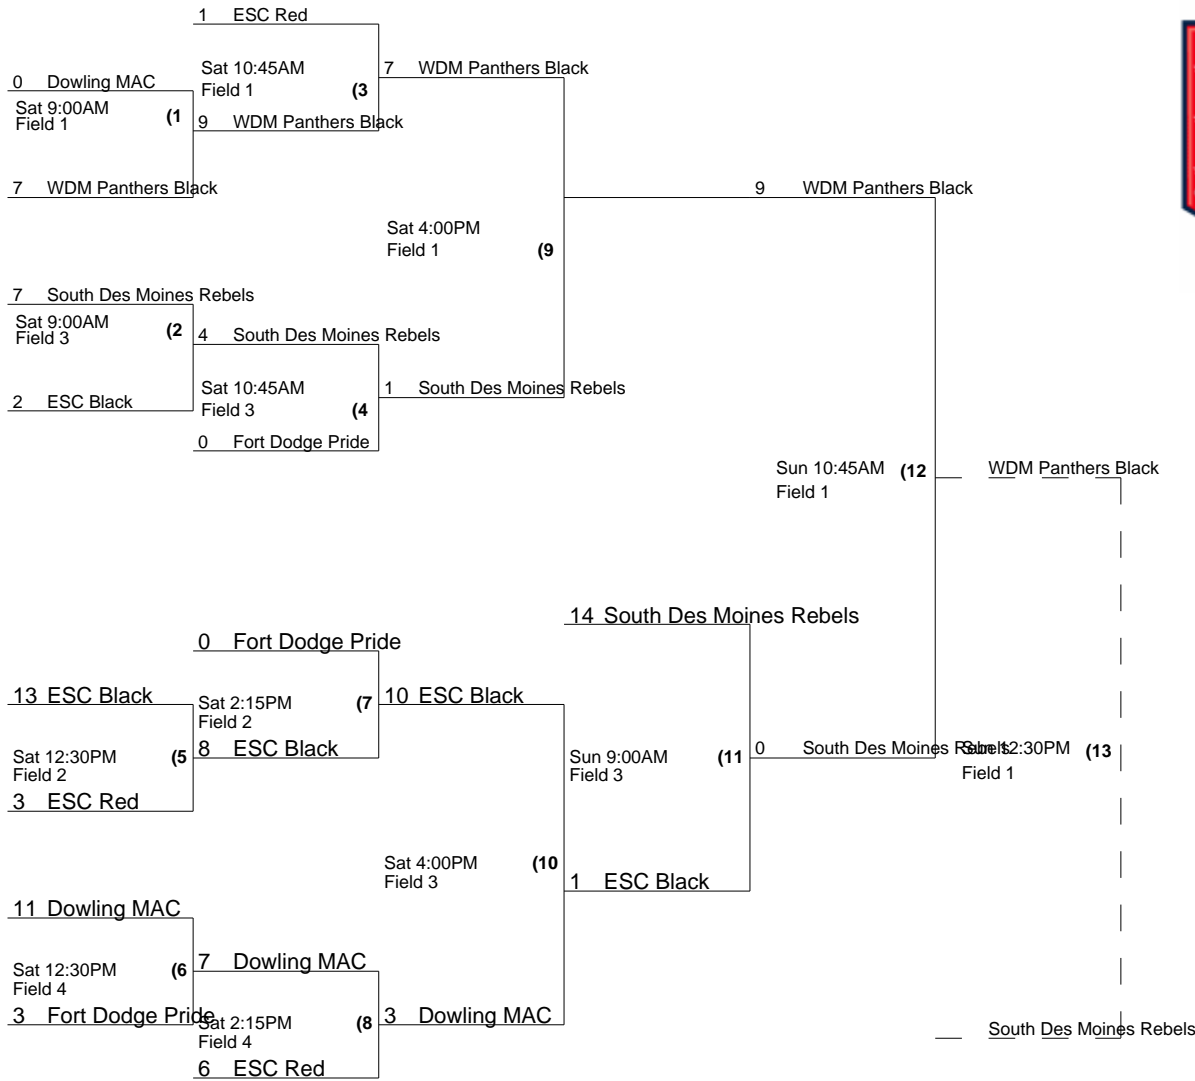 1 ESC Red
Sat 10:45AM
Field 1 (3
7 WDM Panthers Black
0 Dowling MAC
Sat 9:00AM
Field 1 (1
9 WDM Panthers Black
7 WDM Panthers Black
9 WDM Panthers Black
Sat 4:00PM
Field 1 (9
7 South Des Moines Rebels
Sat 9:00AM
Field 3 (2
4 South Des Moines Rebels
2 ESC Black
Sat 10:45AM
Field 3 (4
1 South Des Moines Rebels
0 Fort Dodge Pride
Sun 10:45AM (12
Field 1
WDM Panthers Black
14 South Des Moines Rebels
0 Fort Dodge Pride
13 ESC Black
Sat 2:15PM (7
Field 2
10 ESC Black
8 ESC Black
Sat 12:30PM (5
Field 2
3 ESC Red
Sun 9:00AM (11
Field 3
0 South Des Moines Rebels
Sun 12:30PM (13
Field 1
Sat 4:00PM (10
Field 3
1 ESC Black
11 Dowling MAC
Sat 12:30PM (6
Field 4
7 Dowling MAC
3 Fort Dodge Pride
Sat 2:15PM (8
Field 4
3 Dowling MAC
6 ESC Red
South Des Moines Rebels